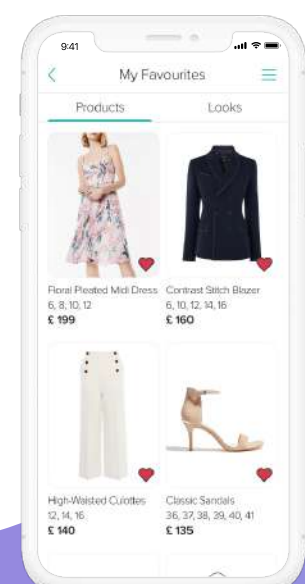 9:41
My Favourites
Products Looks
Floral Pleated Midi Dress
6, 8, 10, 12
£ 199
Contrast Stitch Blazer
6, 10, 12, 14, 16
£ 160
High-Waisted Culottes
12, 14, 16
£ 140
Classic Sandals
36, 37, 38, 39, 40, 41
£ 135